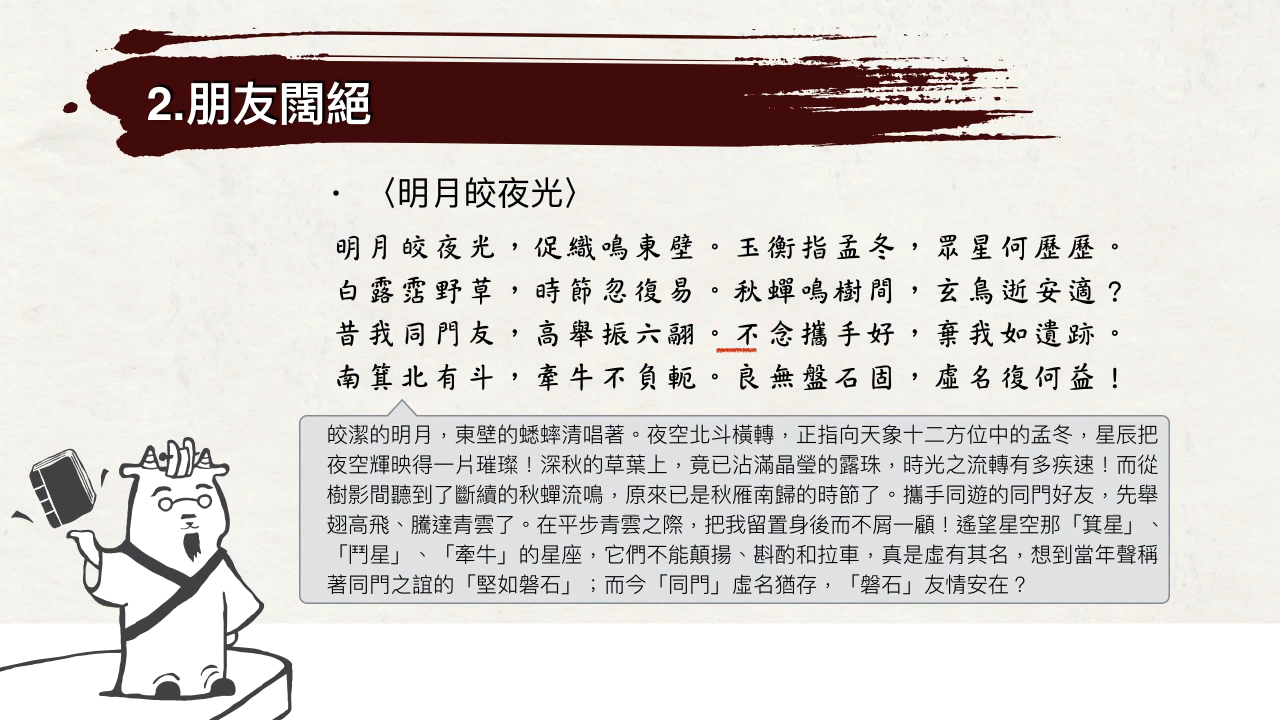 2.朋友闊絕
• 〈明月皎夜光〉
明月皎夜光，促織鳴東壁。玉衡指孟冬，眾星何歷歷。
白露霑野草，時節忽復易。秋蟬鳴樹間，玄鳥逝安適？
昔我同門友，高舉振六翮。不念攜手好，棄我如遺跡。
南箕北有斗，牽牛不負軛。良無盤石固，虛名復何益！
皎潔的明月，東壁的蟋蟀清唱著。夜空北斗橫轉，正指向天象十二方位中的孟冬，星辰把
夜空輝映得一片璀璨！深秋的草葉上，竟已沾滿晶瑩的露珠，時光之流轉有多疾速！而從
樹影間聽到了斷續的秋蟬流鳴，原來已是秋雁南歸的時節了。攜手同遊的同門好友，先舉
翅高飛、騰達青雲了。在平步青雲之際，把我留置身後而不屑一顧！遙望星空那「箕星」、
「鬥星」、「牽牛」的星座，它們不能顛揚、斟酌和拉車，真是虛有其名，想到當年聲稱
著同門之誼的「堅如磐石」；而今「同門」虛名猶存，「磐石」友情安在？